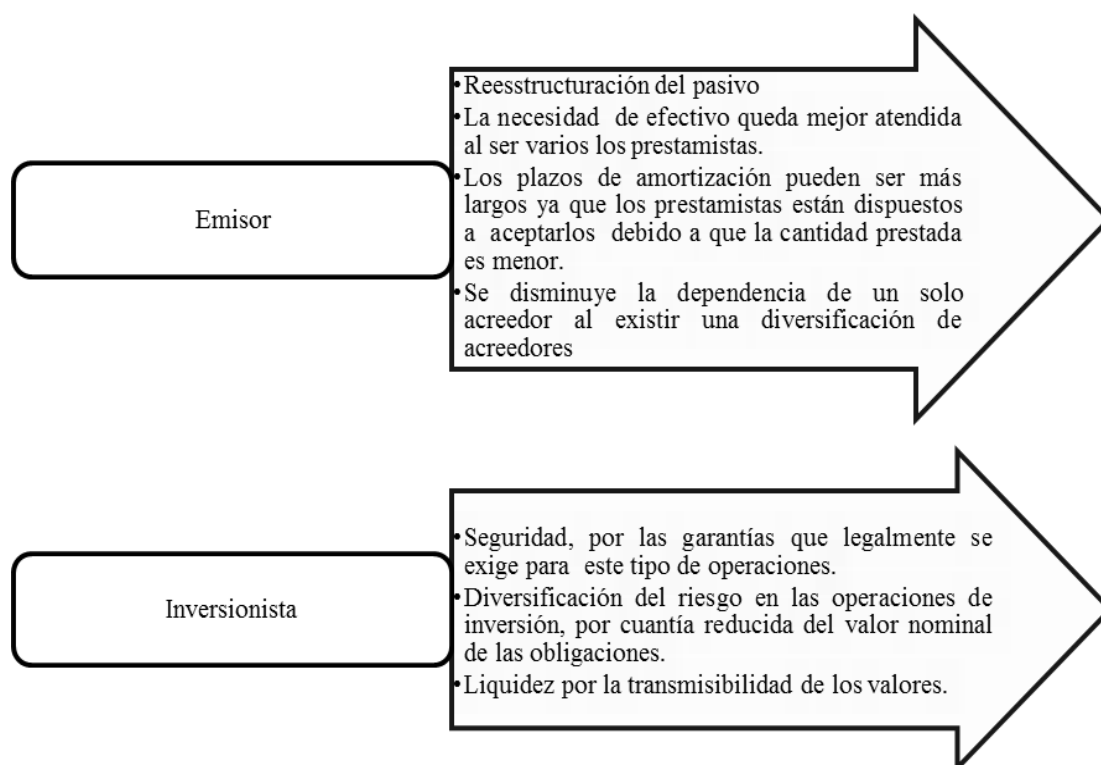 Emisor
•Reesstructuración del pasivo
•La necesidad de efectivo queda mejor atendida
al ser varios los prestamistas.
•Los plazos de amortización pueden ser más
largos ya que los prestamistas están dispuestos
a aceptarlos debido a que la cantidad prestada
es menor.
•Se disminuye la dependencia de un solo
acreedor al existir una diversificación de
acreedores
Inversionista
•Seguridad, por las garantías que legalmente se
exige para este tipo de operaciones.
•Diversificación del riesgo en las operaciones de
inversión, por cuantía reducida del valor nominal
de las obligaciones.
•Liquidez por la transmisibilidad de los valores.